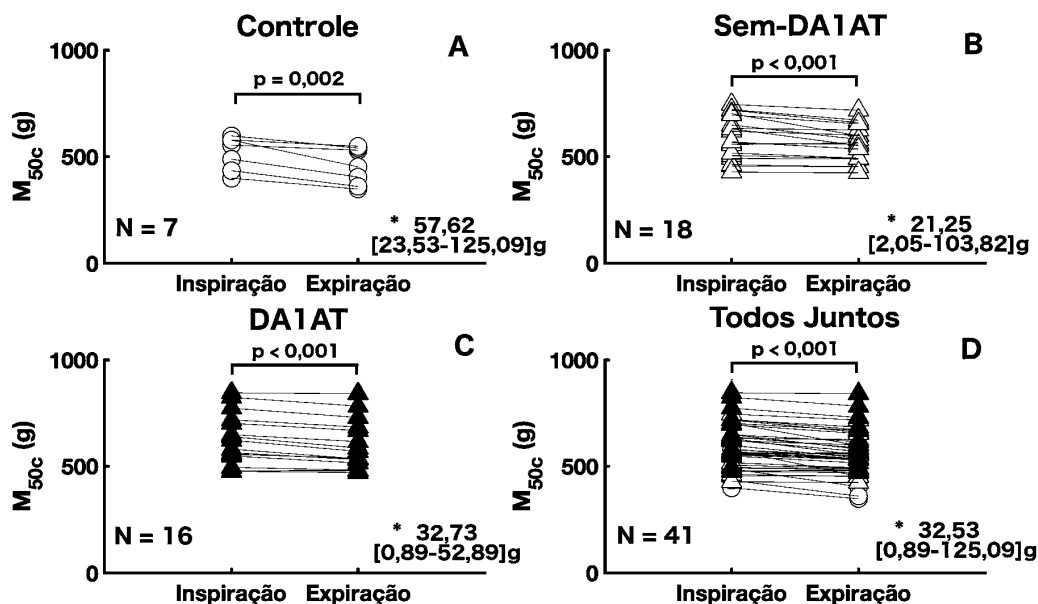 Controle
A
1000
p = 0,002
500
M50c (g)
N = 7
* 57,62
[23,53-125,09]g
0
Inspiração Expiração
Sem-DA1AT
B
1000
p < 0,001
500
M50c (g)
N = 18
* 21,25
[2,05-103,82]g
0
Inspiração Expiração
DA1AT
C
1000
p < 0,001
500
M50c (g)
N = 16
* 32,73
[0,89-52,89]g
0
Inspiração Expiração
Todos Juntos
D
1000
p < 0,001
500
M50c (g)
N = 41
* 32,53
[0,89-125,09]g
0
Inspiração Expiração